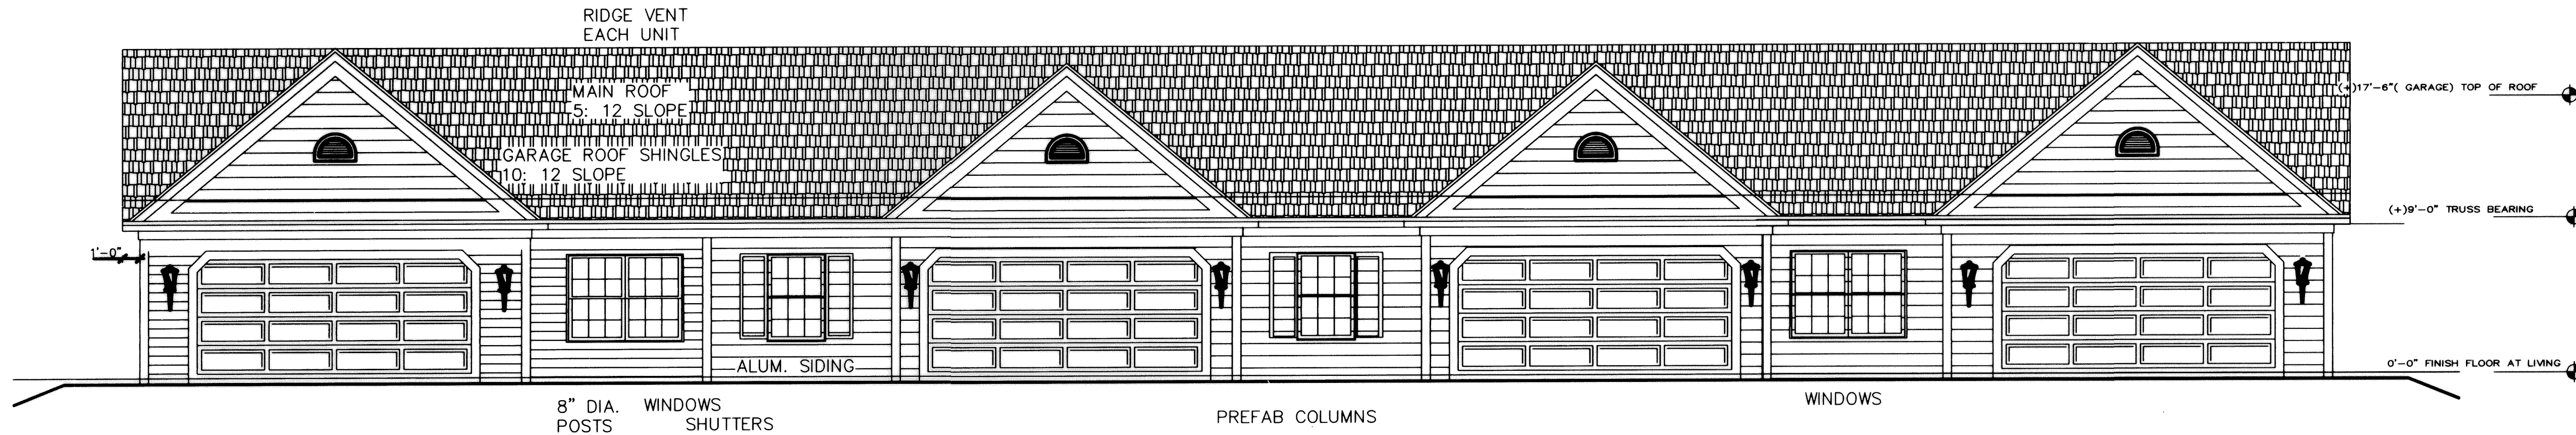 RIDGE VENT
EACH UNIT
MAIN ROOF
5: 12 SLOPE
(+)17'-6"( GARAGE) TOP OF ROOF
GARAGE ROOF SHINGLES
10: 12 SLOPE
(+)9'-0" TRUSS BEARING
1'-0"
ALUM. SIDING
0'-0" FINISH FLOOR AT LIVING
8" DIA.
POSTS
WINDOWS
SHUTTERS
PREFAB COLUMNS
WINDOWS